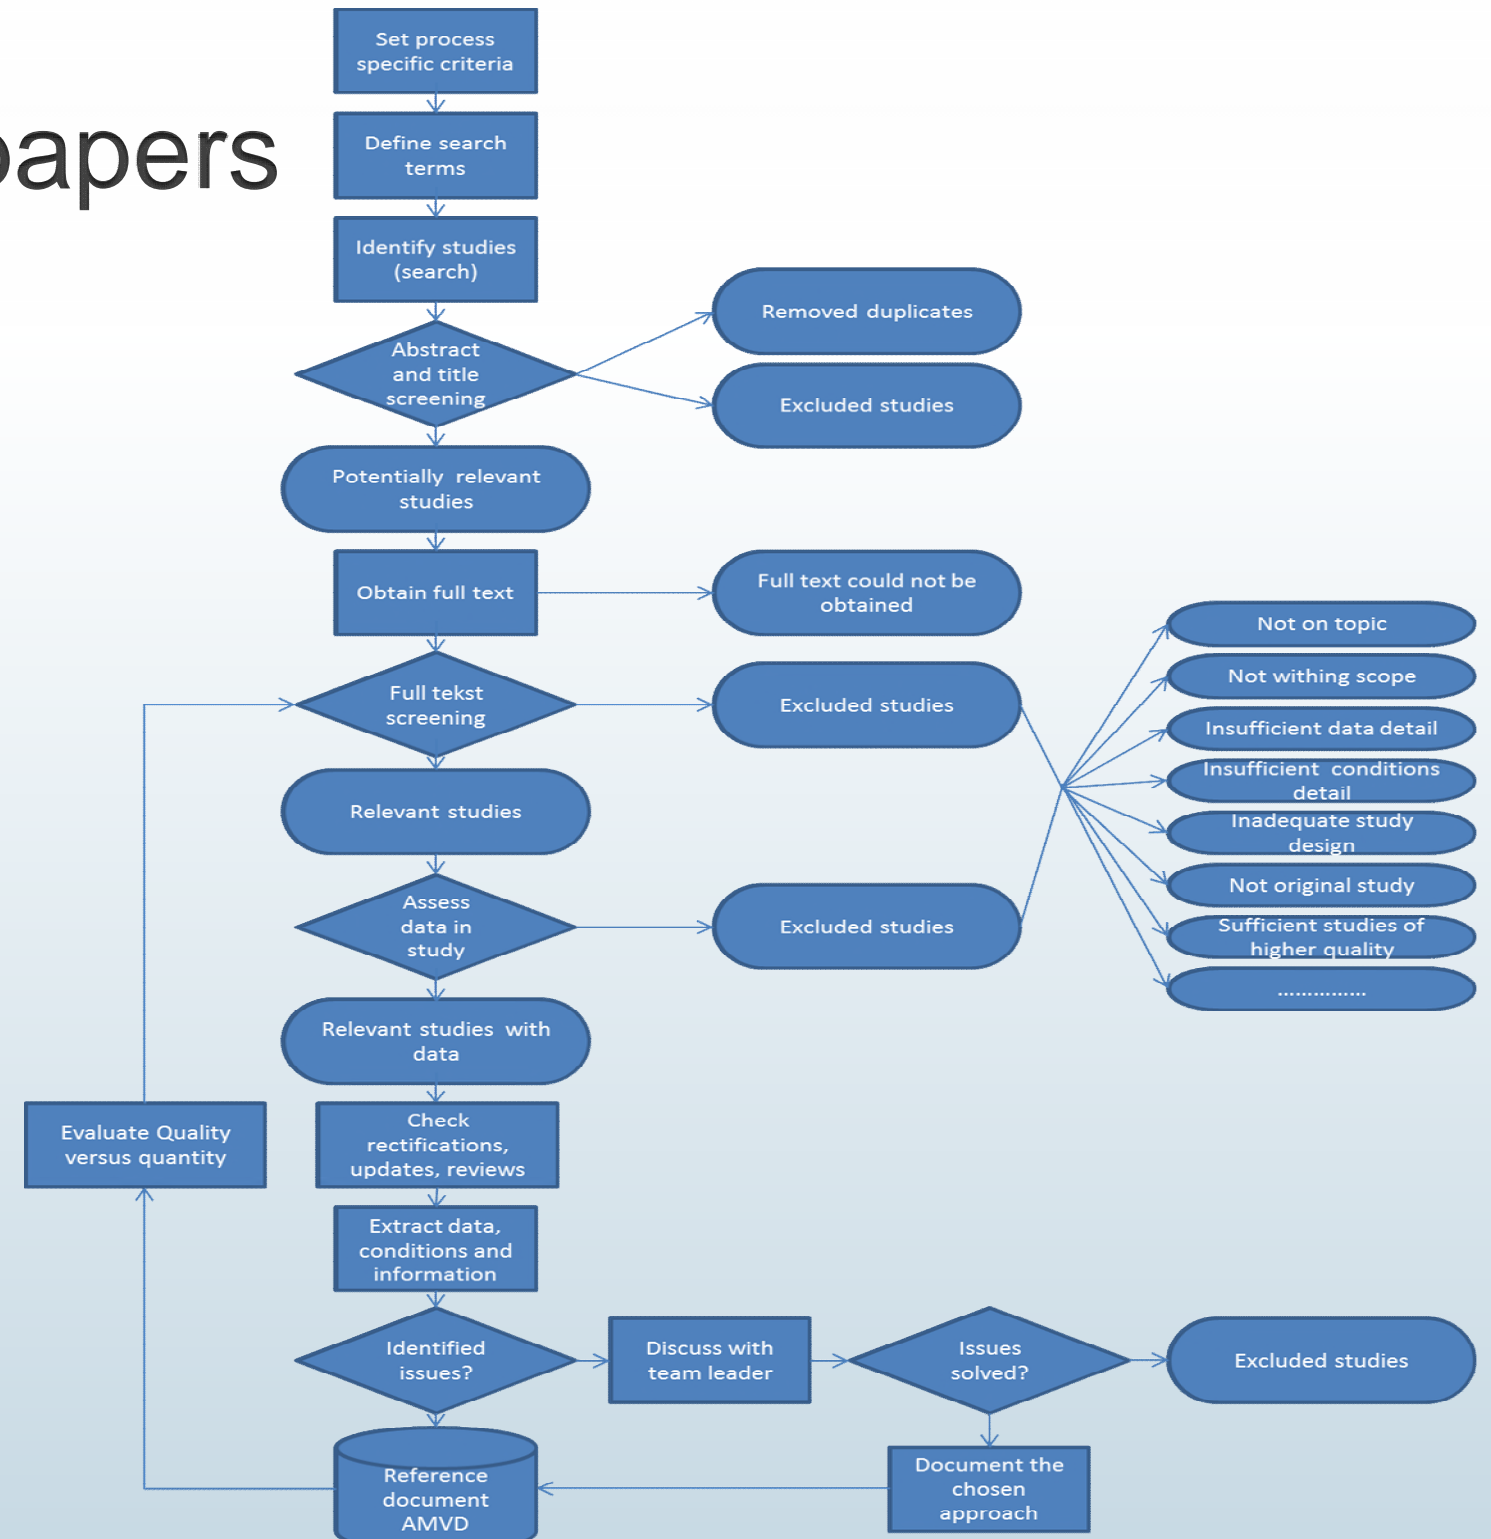 papers
Set process
specific criteria
Define search
terms
Identify studies
(search)
Abstract
and title
screening
Removed duplicates
Excluded studies
Potentially relevant
studies
Obtain full text
Full text could not be
obtained
Full tekst
screening
Excluded studies
Relevant studies
Assess
data in
study
Excluded studies
Not on topic
Not withing scope
Insufficient data detail
Insufficient conditions
detail
Inadequate study
design
Not original study
Sufficient studies of
higher quality
……………
Relevant studies with
data
Evaluate Quality
versus quantity
Check
rectifications,
updates, reviews
Extract data,
conditions and
information
Identified
issues?
Discuss with
team leader
Issues
solved?
Excluded studies
Reference
document
AMVD
Document the
chosen
approach